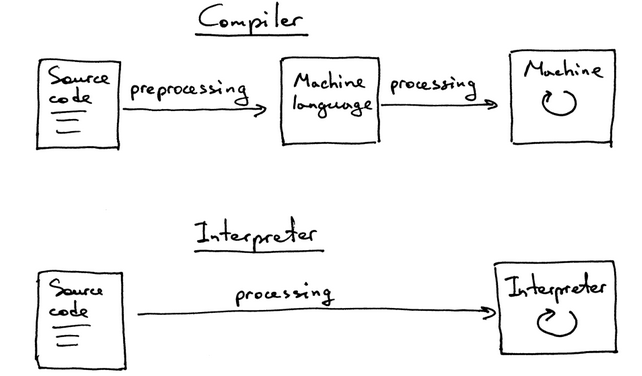 Compiler
Source
code
preprocessing
Machine
language
processing
Machine
Interpreter
Source
code
processing
Interpreter